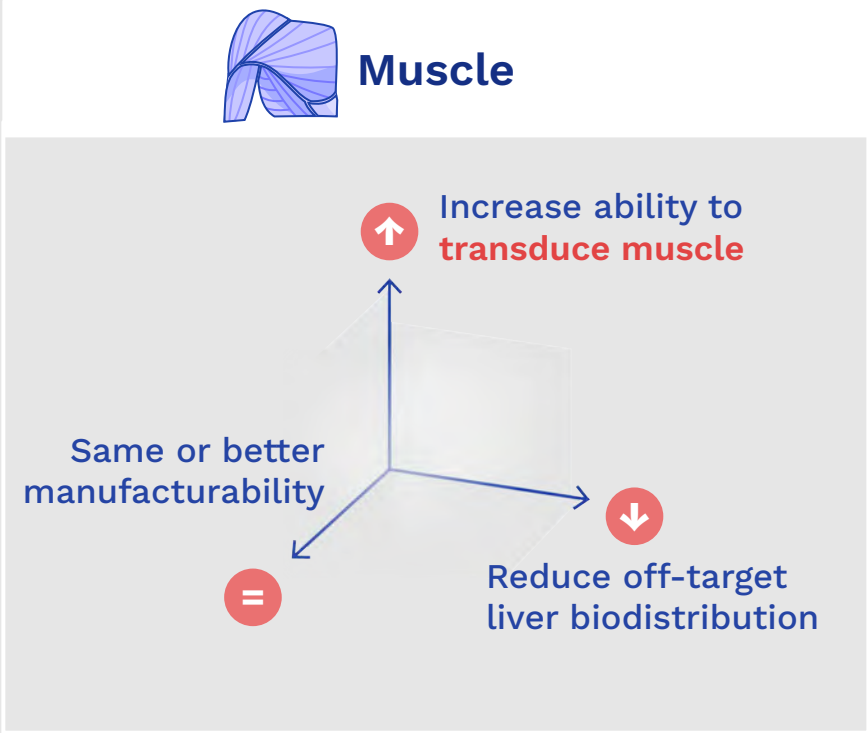 Muscle
Increase ability to
transduce muscle
Same or better
manufacturability
=
Reduce off-target
liver biodistribution